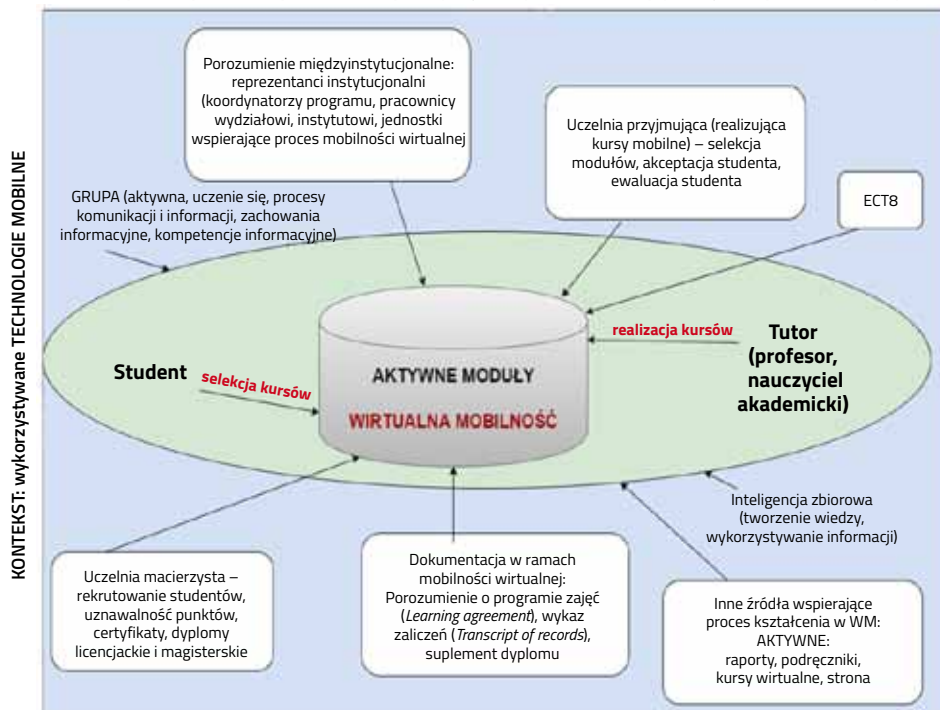 KONTEKST: wykorzystywane TECHNOLOGIE MOBILNE
Porozumienie międzyinstytucjonalne:
reprezentanci instytucjonalni
(koordynatorzy programu, pracownicy
wydziałowi, instytutowi, jednostki
wspierające proces mobilności wirtualnej
Uczelnia przyjmująca (realizująca
kursy mobilne) – selekcja
modułów, akceptacja studenta,
ewaluacja studenta
GRUPA (aktywna, uczenie się, procesy
komunikacji i informacji, zachowania
informacyjne, kompetencje informacyjne)
ECT8
Student
selekcja kursów
AKTYWNE MODUŁY
WIRTUALNA MOBILNOŚĆ
realizacja kursów
Tutor
(profesor,
nauczyciel
akademicki)
Inteligencja zbiorowa
(tworzenie wiedzy,
wykorzystywanie informacji)
Uczelnia macierzysta –
rekrutowanie studentów,
uznawalność punktów,
certyfikaty, dyplomy
licencjackie i magisterskie
Dokumentacja w ramach
mobilności wirtualnej:
Porozumienie o programie zajęć
(Learning agreement), wykaz
zaliczeń (Transcript of records),
suplement dyplomu
Inne źródła wspierające
proces kształcenia w WM:
AKTYWNE:
raporty, podręczniki,
kursy wirtualne, strona